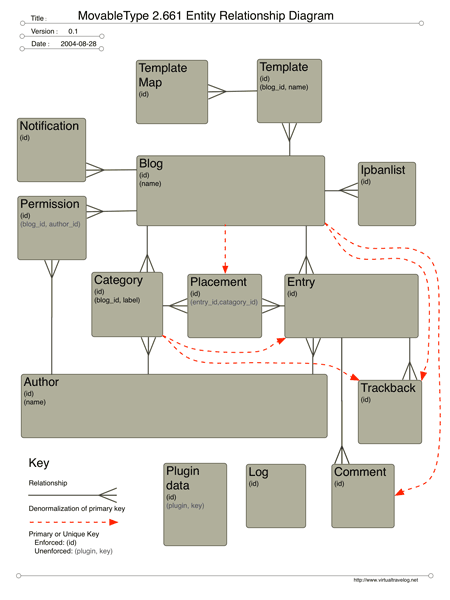 Title : MovableType 2.661 Entity Relationship Diagram
Version : 0.1
Date : 2004-08-28
Template Map
(id)
Template
(id)
(blog_id, name)
Notification
(id)
Blog
(id)
(name)
Ipbanlist
(id)
Permission
(id)
(blog_id, author_id)
Category
(id)
(blog_id, label)
Placement
(id)
(entry_id,catagory_id)
Entry
(id)
Author
(id)
(name)
Trackback
(id)
Key
Relationship
Denormalization of primary key
Primary or Unique Key
Enforced: (id)
Unenforced: (plugin, key)
Plugin
data
(id)
(plugin, key)
Log
(id)
Comment
(id)
http://www.virtualtravelog.net